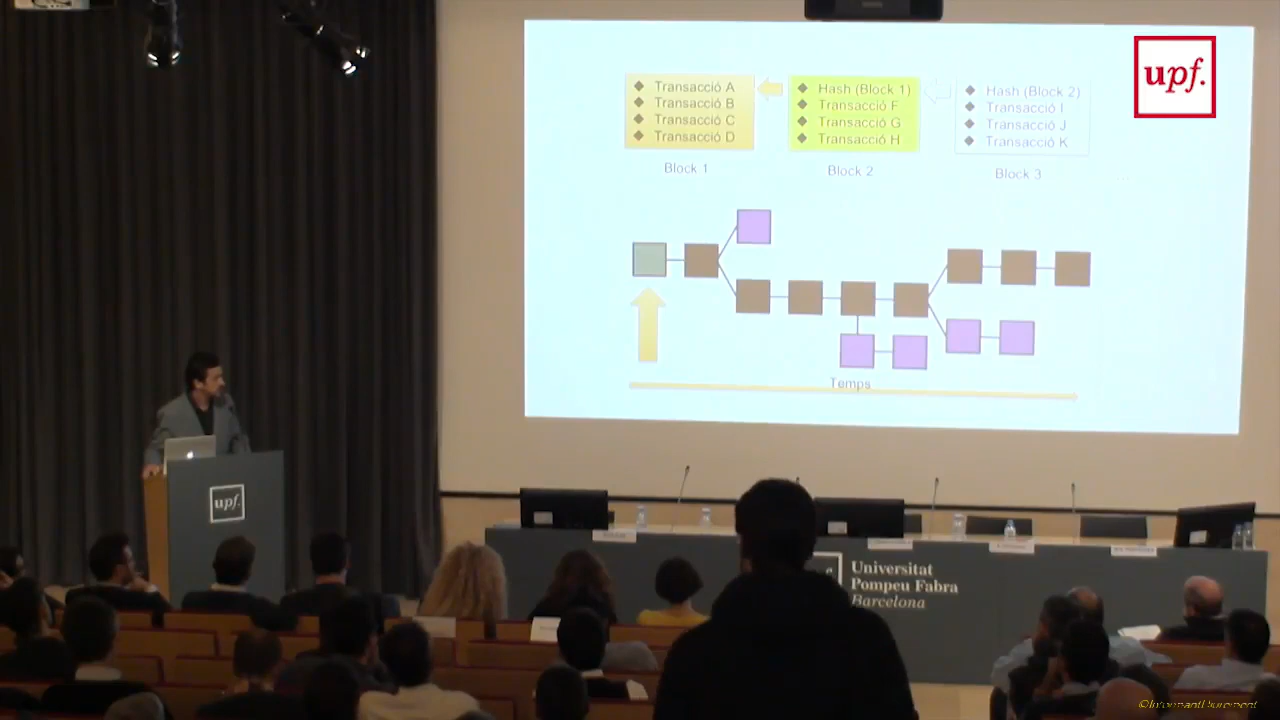 upf.
Transacció A
Transacció B
Transacció C
Transacció D
Block 1
Hash (Block 1)
Transacció F
Transacció G
Transacció H
Block 2
Hash (Block 2)
Transacció I
Transacció J
Transacció K
Block 3
Temps
upf.
Universitat
Pompeu Fabra
Barcelona